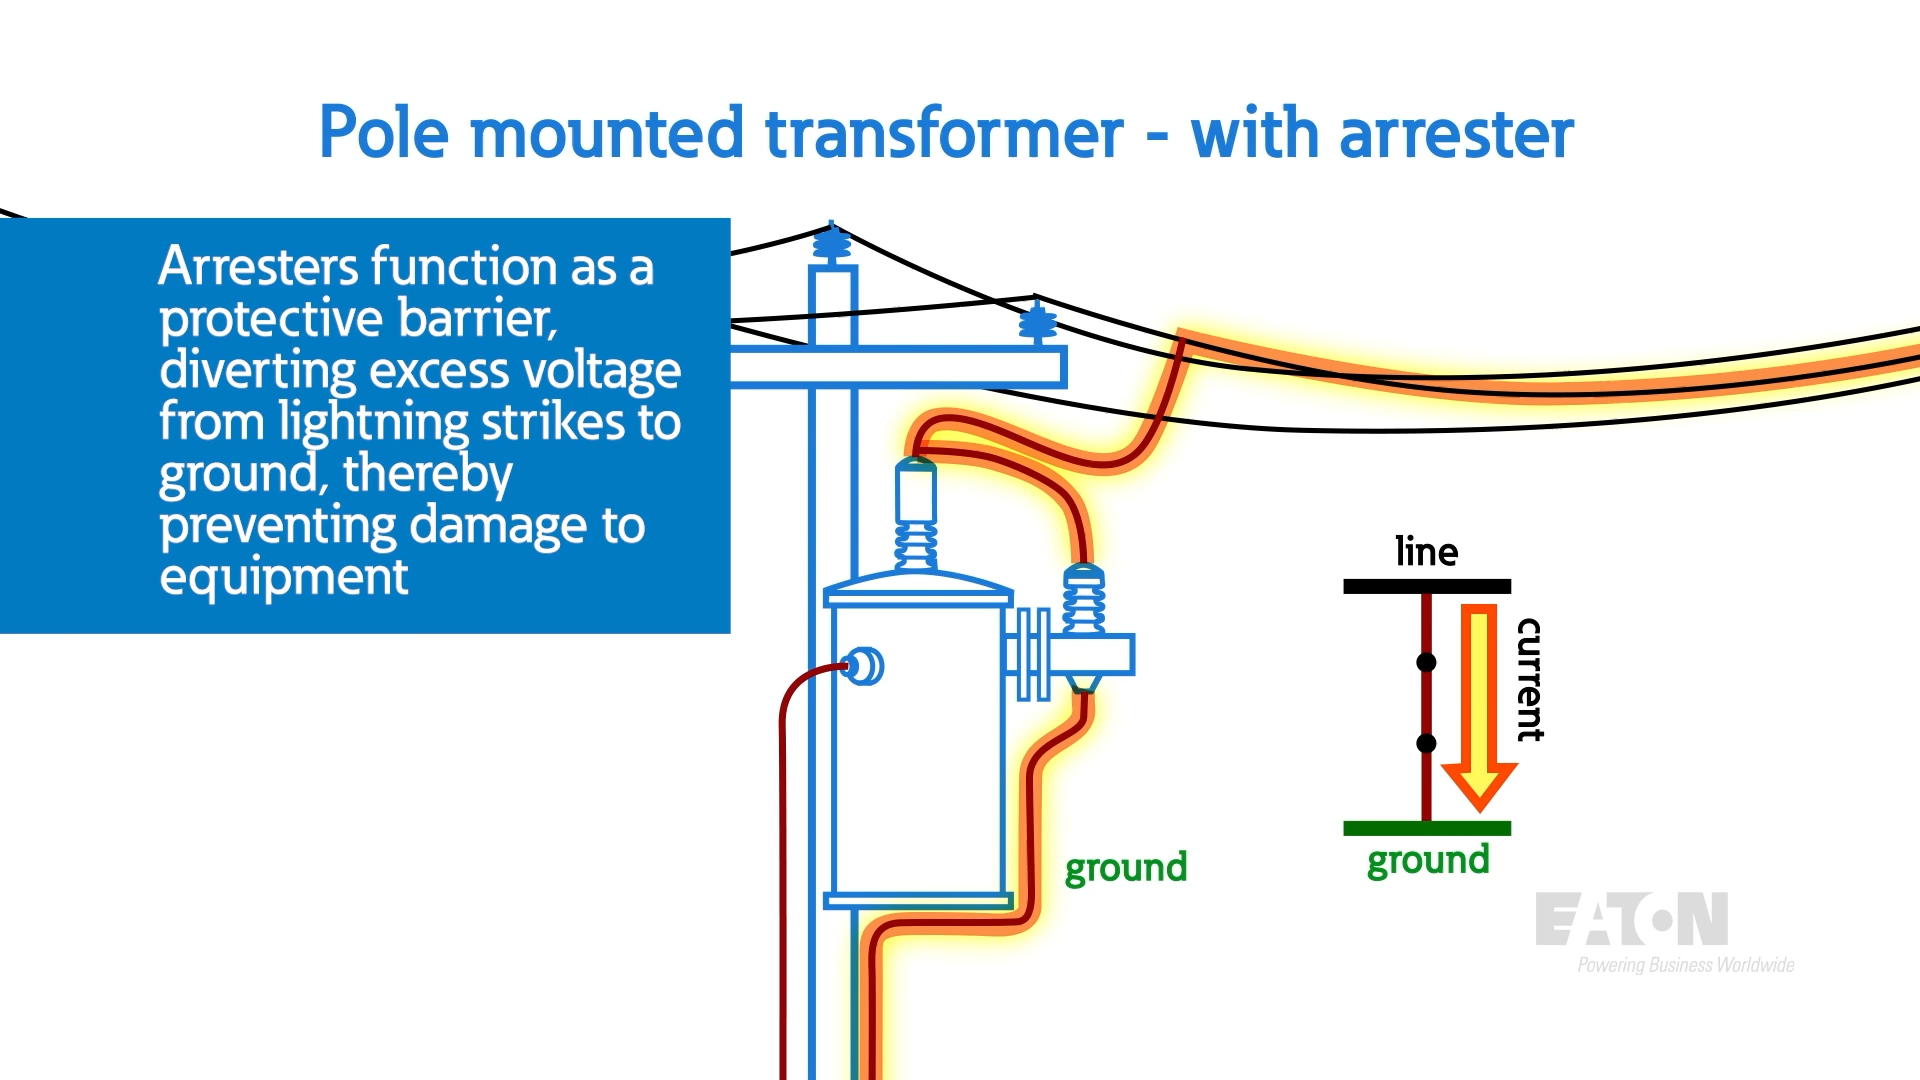 Pole mounted transformer - with arrester
Arresters function as a
protective barrier,
diverting excess voltage
from lightning strikes to
ground, thereby
preventing damage to
equipment
line
current
ground
ground
EATON
Powering Business Worldwide